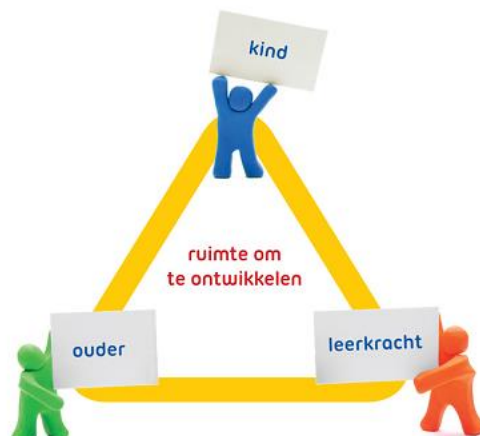 kind
ruimte om
te ontwikkelen
ouder
leerkracht